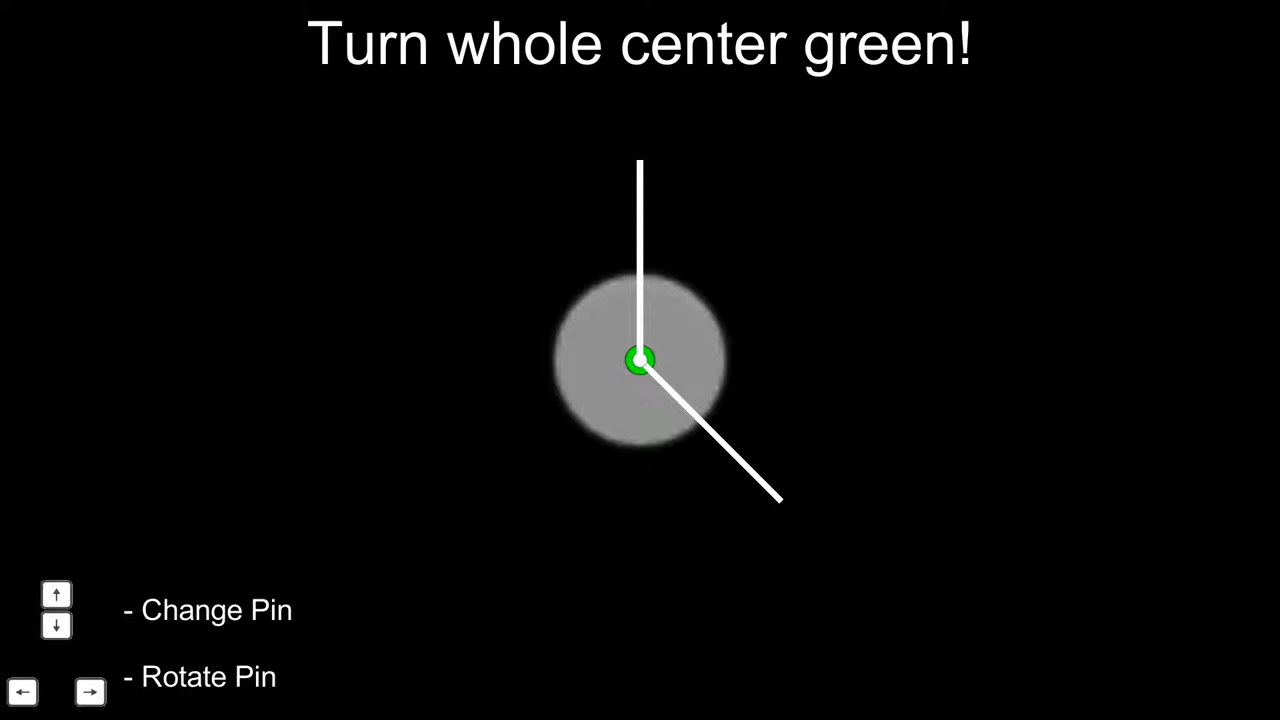 Turn whole center green!
↑
↓
- Change Pin
← → - Rotate Pin